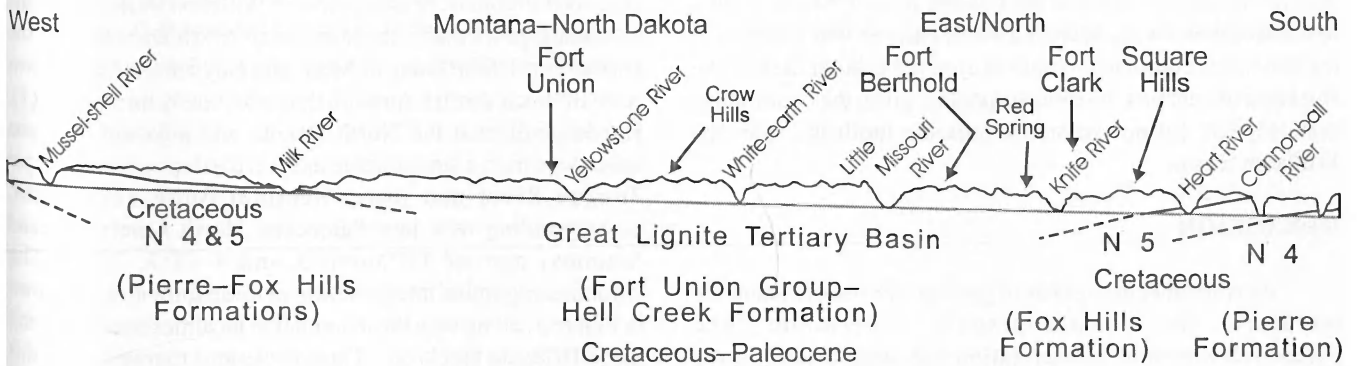 West
Montana–North Dakota
East/North
South
Mussel-shell River
Milk River
Fort
Union
Yellowstone River
Crow
Hills
White-earth River
Little
Missouri
River
Fort
Berthold
Red
Spring
Fort
Clark
Knife River
Square
Hills
Heart River
Cannonball
River
Cretaceous
N 4 & 5
(Pierre–Fox Hills
Formations)
Great Lignite Tertiary Basin
(Fort Union Group–
Hell Creek Formation)
Cretaceous–Paleocene
N 5
N 4
Cretaceous
(Fox Hills
Formation)
(Pierre
Formation)